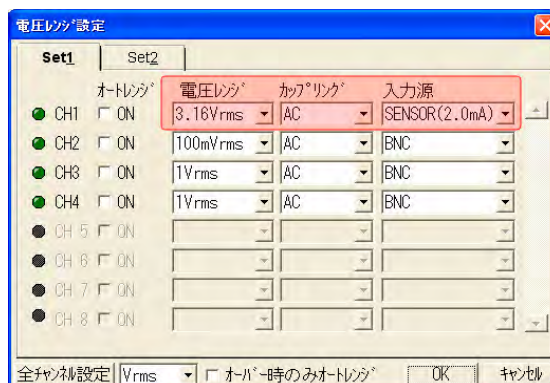 電圧レンジ設定
Set1 Set2
オートレンジ 電圧レンジ カップリング 入力源
CH1 ON 3.16Vrms AC SENSOR(2.0mA)
CH2 ON 100mVrms AC BNC
CH3 ON 1Vrms AC BNC
CH4 ON 1Vrms AC BNC
CH 5 ON
CH 6 ON
CH 7 ON
CH 8 ON
全チャンネル設定 Vrms オーバー時のみオートレンジ OK キャンセル